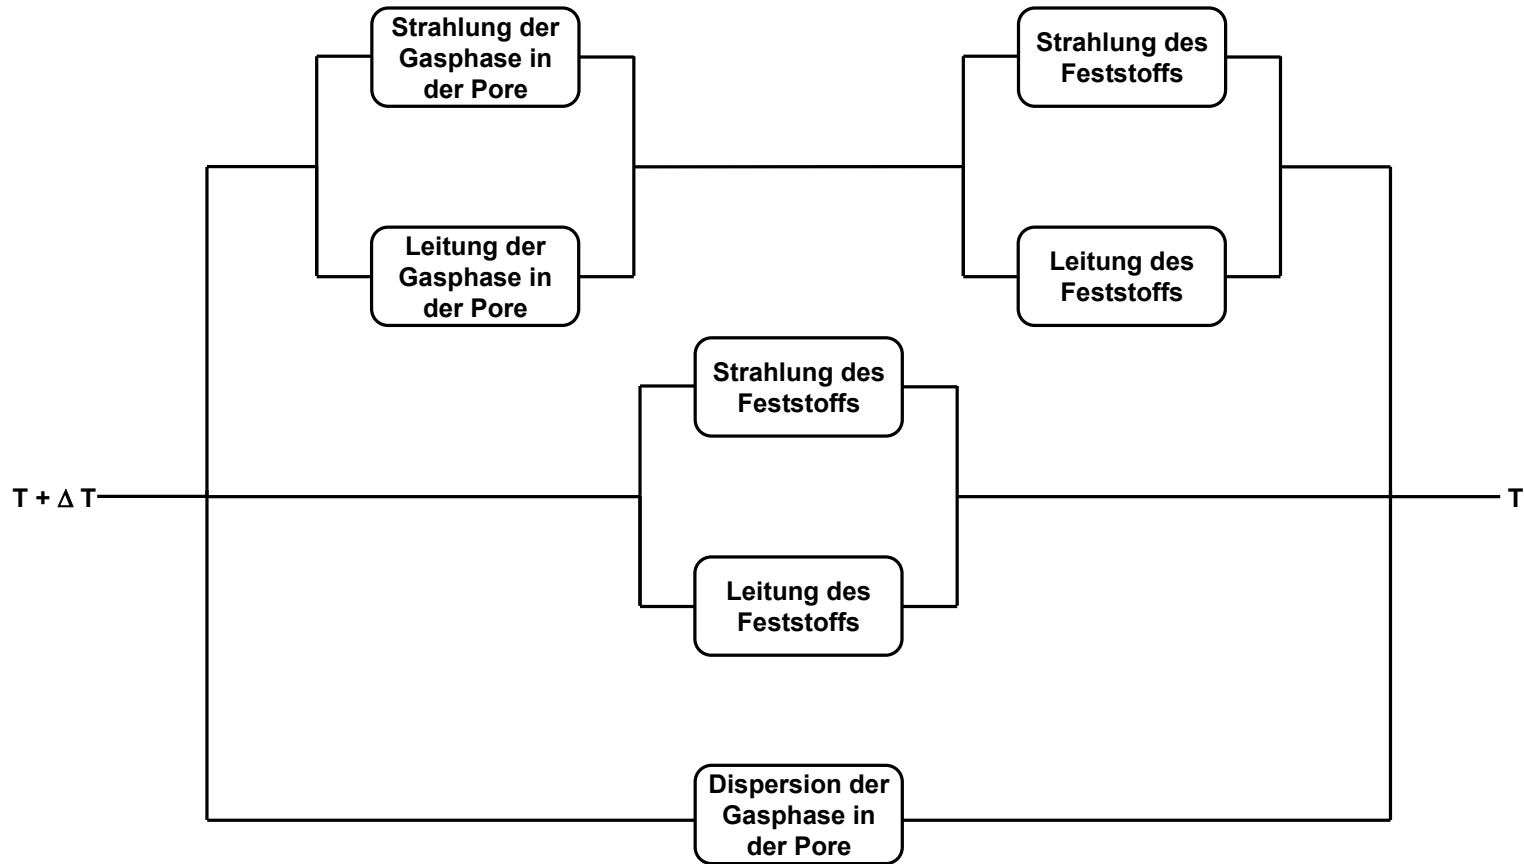 Strahlung der
Gasphase in
der Pore
Strahlung des
Feststoffs
Leitung der
Gasphase in
der Pore
Leitung des
Feststoffs
Strahlung des
Feststoffs
T + Δ T
T
Leitung des
Feststoffs
Dispersion der
Gasphase in
der Pore